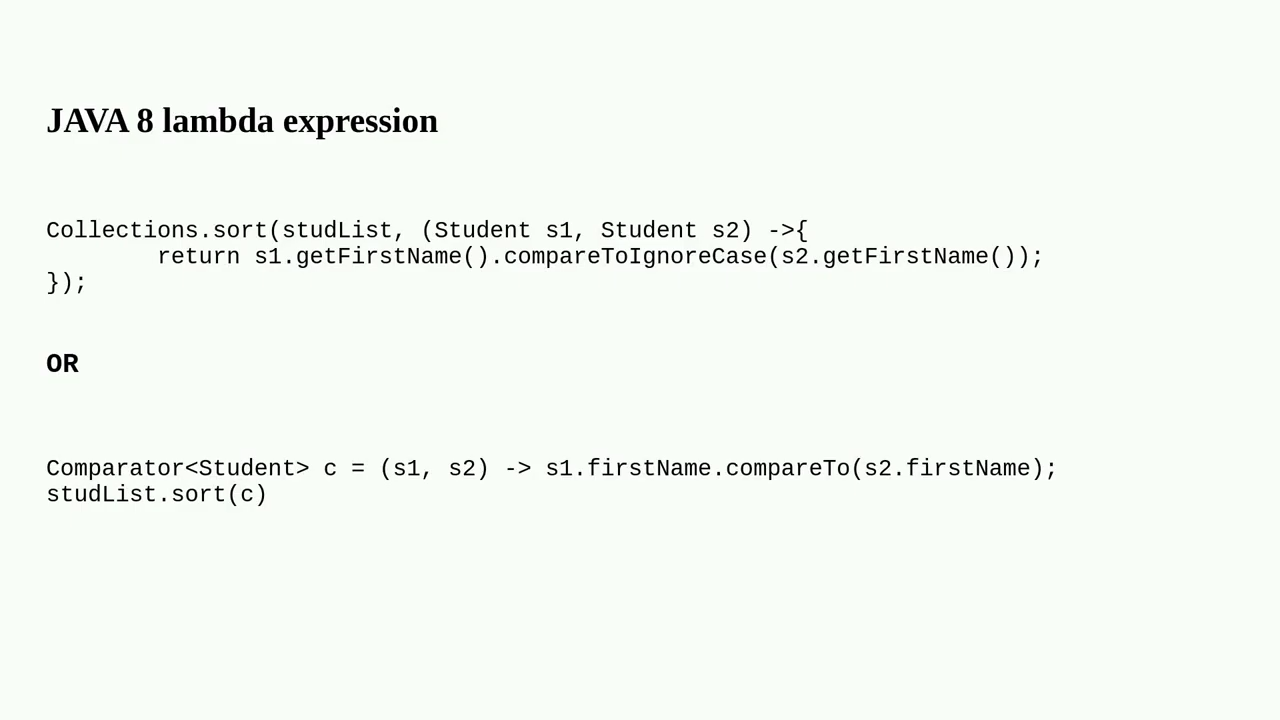 JAVA 8 lambda expression
Collections.sort(studList, (Student s1, Student s2) ->{
        return s1.getFirstName().compareToIgnoreCase(s2.getFirstName());
});
OR
Comparator<Student> c = (s1, s2) -> s1.firstName.compareTo(s2.firstName);
studList.sort(c)